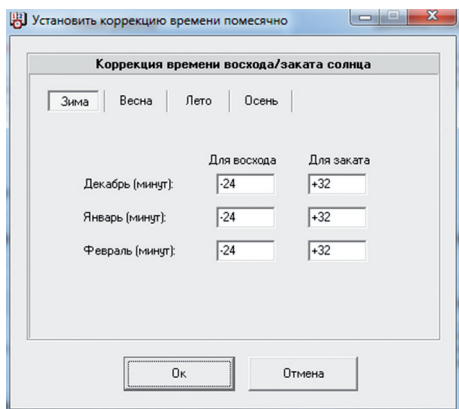 Установить коррекцию времени помесячно
Коррекция времени восхода/заката солнца
Зима Весна Лето Осень
Для восхода Для заката
Декабрь (минут): -24 +32
Январь (минут): -24 +32
Февраль (минут): -24 +32
Ок Отмена